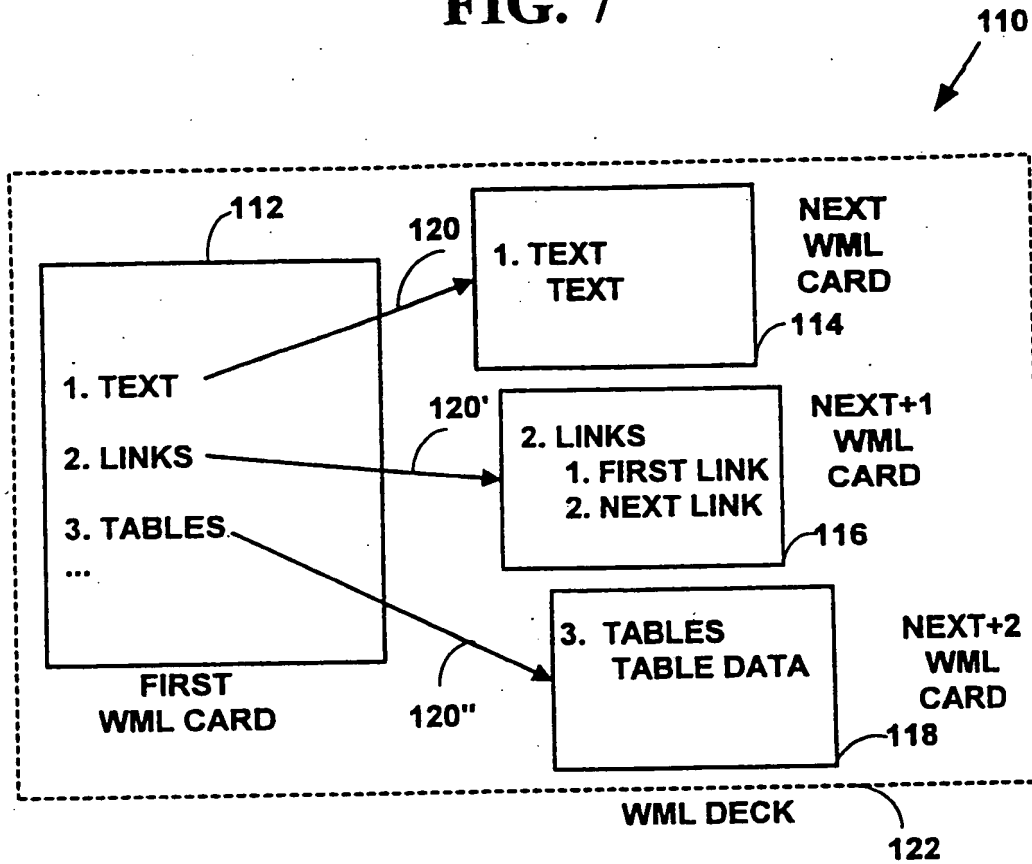 FIG. 7
110
112
120
1. TEXT
TEXT
NEXT
WML
CARD
114
1. TEXT
2. LINKS
3. TABLES
...
FIRST
WML CARD
120'
2. LINKS
1. FIRST LINK
2. NEXT LINK
NEXT+1
WML
CARD
116
120"
3. TABLES
TABLE DATA
NEXT+2
WML
CARD
118
WML DECK
122